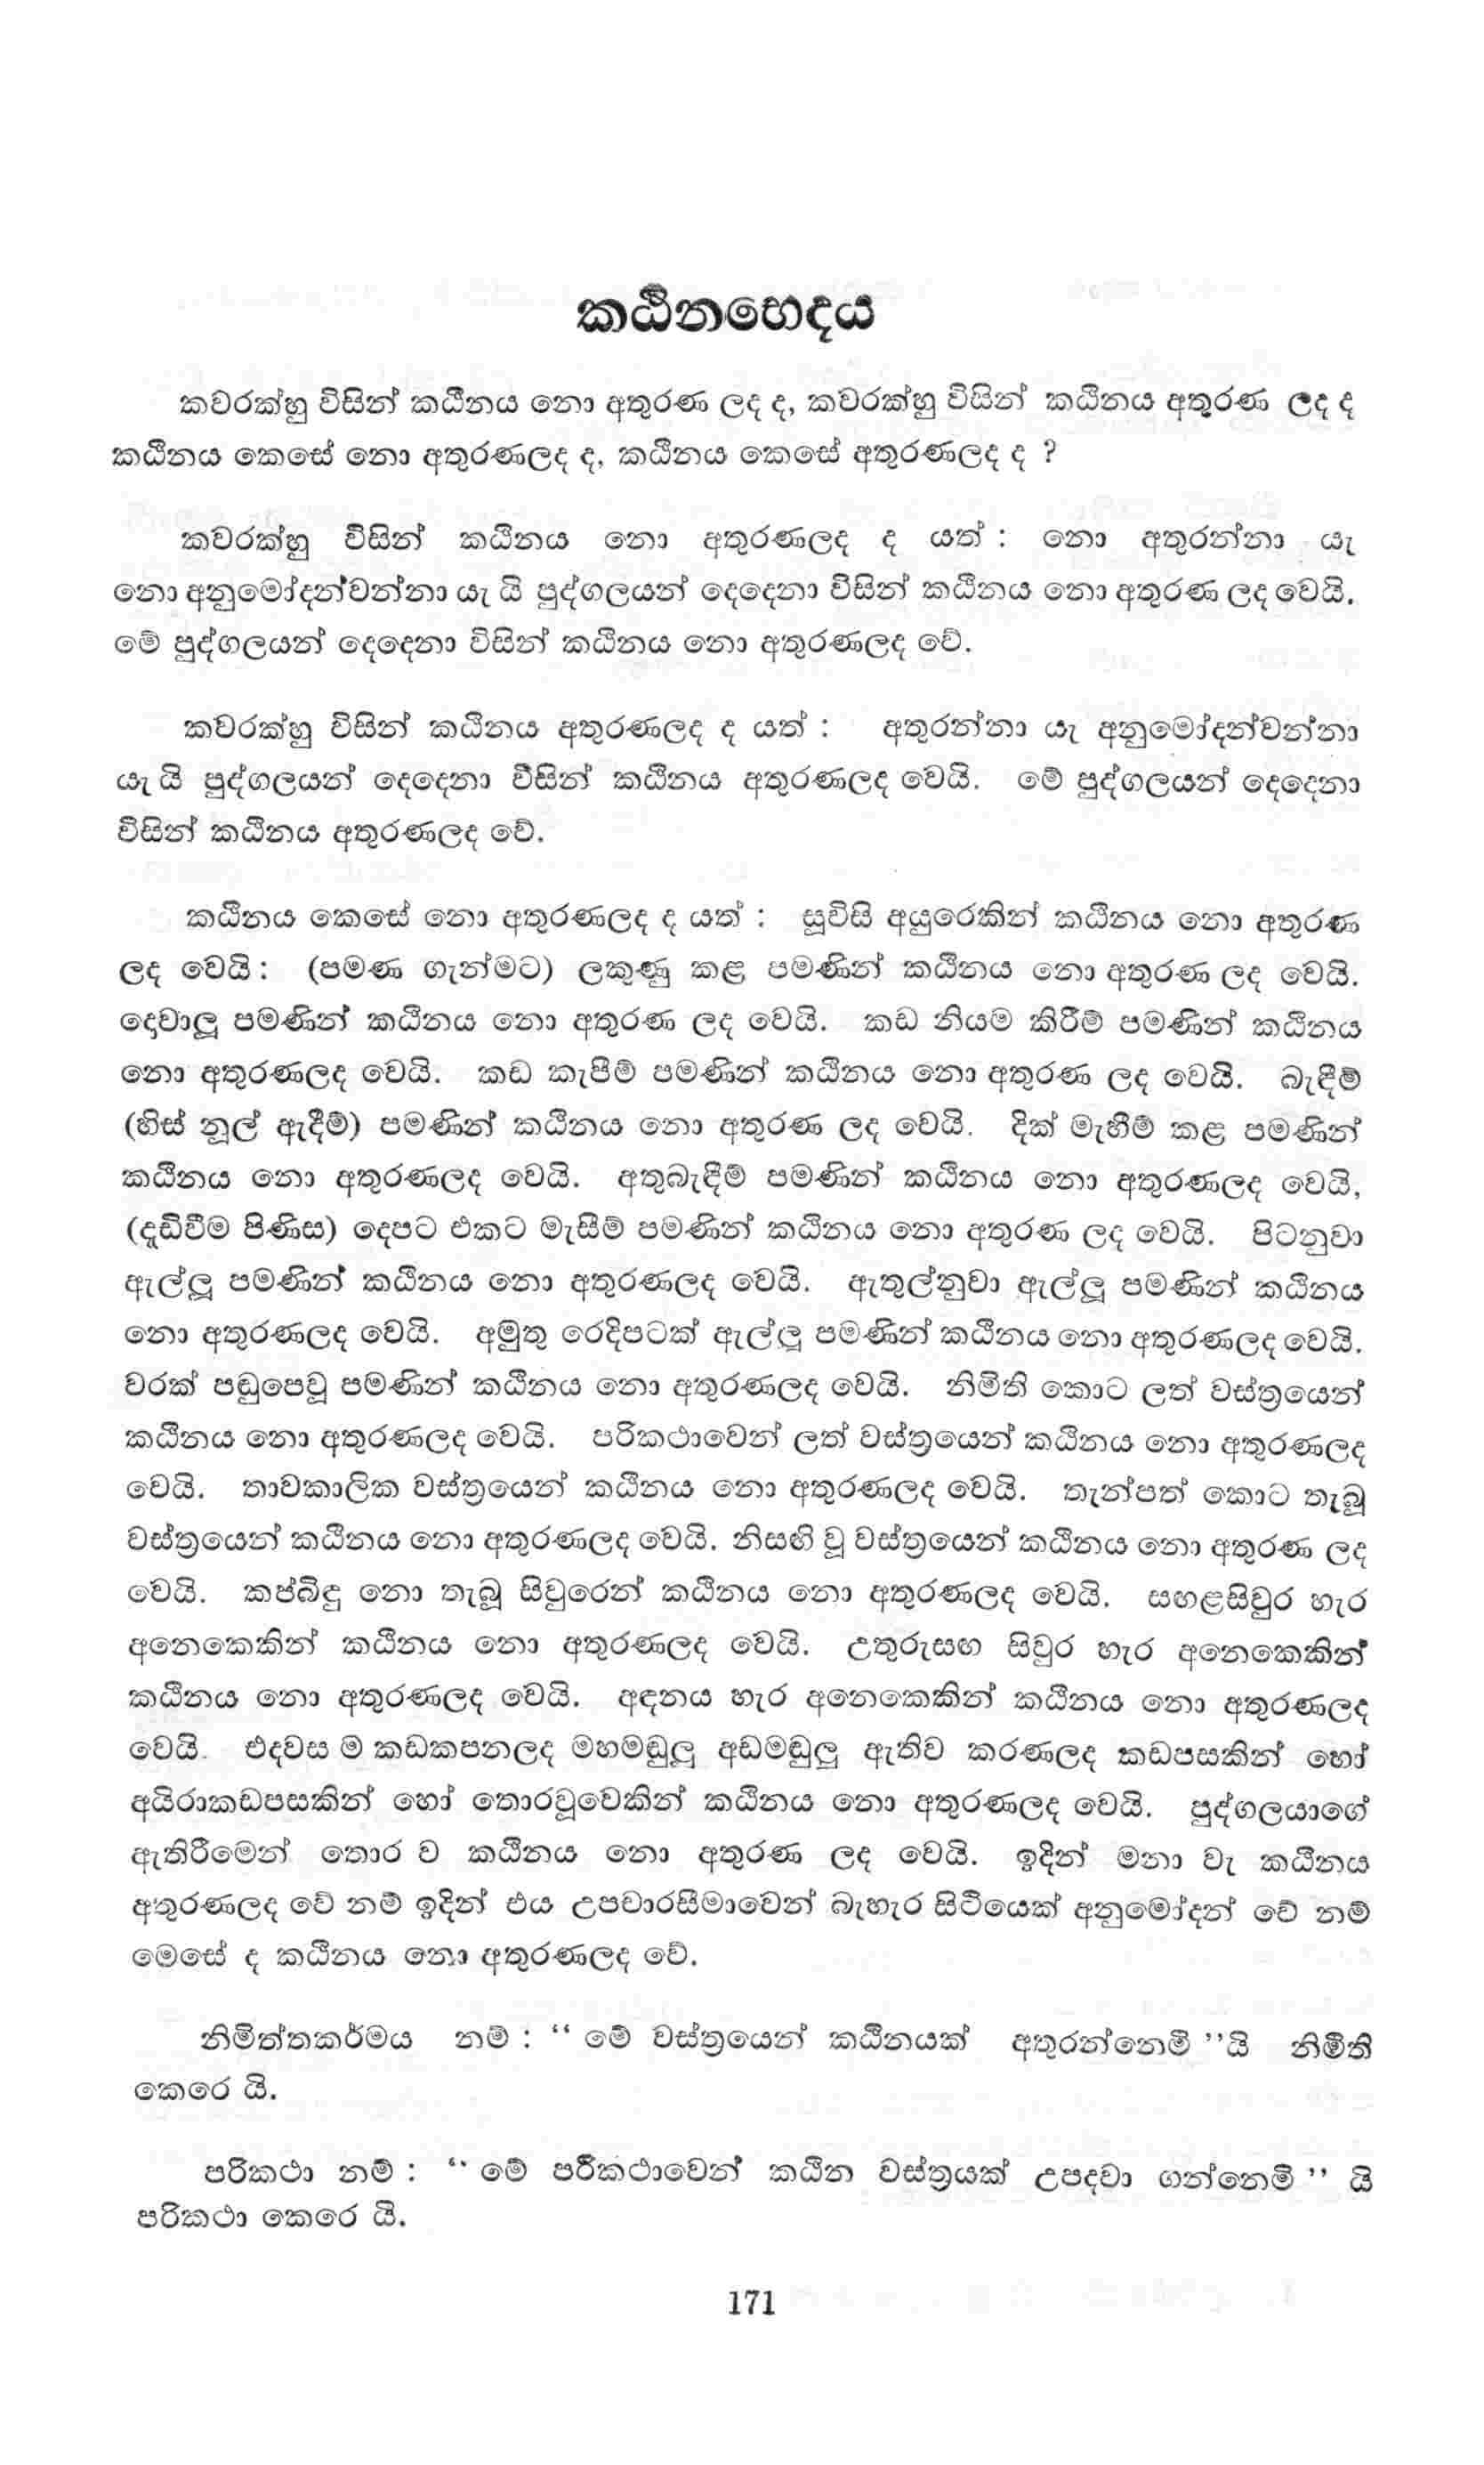 කඨිනභෙදය
කවරක්හු විසින් කඨිනය නො අතුරණ ලද ද, කවරක්හු විසින් කඨිනය අතුරණ ලද ද
කඨිනය කෙසේ නො අතුරණලද ද, කඨිනය කෙසේ අතුරණලද ද ?
කවරක්හු විසින් කඨිනය නො අතුරණලද ද යත් : නො අතුරන්නා යැ
නො අනුමෝදන්වන්නා යැ යි පුද්ගලයන් දෙදෙනා විසින් කඨිනය නො අතුරණ ලද වෙයි.
මේ පුද්ගලයන් දෙදෙනා විසින් කඨිනය නො අතුරණලද වේ.
කවරක්හු විසින් කඨිනය අතුරණලද ද යත් : අතුරන්නා යැ අනුමෝදන්වන්නා
යැ යි පුද්ගලයන් දෙදෙනා විසින් කඨිනය අතුරණලද වෙයි. මේ පුද්ගලයන් දෙදෙනා
විසින් කඨිනය අතුරණලද වේ.
කඨිනය කෙසේ නො අතුරණලද ද යත් : සූවිසි අයුරෙකින් කඨිනය නො අතුරණ
ලද වෙයි : (පමණ ගැන්මට) ලකුණු කළ පමණින් කඨිනය නො අතුරණ ලද වෙයි.
දොවාලූ පමණින් කඨිනය නො අතුරණ ලද වෙයි. කඩ නියම කිරීම් පමණින් කඨිනය
නො අතුරණලද වෙයි. කඩ කැපීම් පමණින් කඨිනය නො අතුරණ ලද වෙයි. බැඳීම්
(හිස් නූල් ඇදීම්) පමණින් කඨිනය නො අතුරණ ලද වෙයි. දික් මැහීම් කළ පමණින්
කඨිනය නො අතුරණලද වෙයි. අතුබැඳීම් පමණින් කඨිනය නො අතුරණලද වෙයි,
(දැඩිවීම පිණිස) දෙපට එකට මැසීම් පමණින් කඨිනය නො අතුරණ ලද වෙයි. පිටනුවා
ඇල්ලූ පමණින් කඨිනය නො අතුරණලද වෙයි. ඇතුල්නුවා ඇල්ලූ පමණින් කඨිනය
නො අතුරණලද වෙයි. අමුතු රෙදිපටක් ඇල්ලූ පමණින් කඨිනය නො අතුරණලද වෙයි.
වරක් පඬුපෙවූ පමණින් කඨිනය නො අතුරණලද වෙයි. නිමිති කොට ලත් වස්ත්‍රයෙන්
කඨිනය නො අතුරණලද වෙයි. පරිකථාවෙන් ලත් වස්ත්‍රයෙන් කඨිනය නො අතුරණලද
වෙයි. තාවකාලික වස්ත්‍රයෙන් කඨිනය නො අතුරණලද වෙයි. තැන්පත් කොට තැබූ
වස්ත්‍රයෙන් කඨිනය නො අතුරණලද වෙයි. නිසඟි වූ වස්ත්‍රයෙන් කඨිනය නො අතුරණ ලද
වෙයි. කප්බිඳු නො තැබූ සිවුරෙන් කඨිනය නො අතුරණලද වෙයි. සඟළසිවුර හැර
අනෙකෙකින් කඨිනය නො අතුරණලද වෙයි. උතුරුසඟ සිවුර හැර අනෙකෙකින්
කඨිනය නො අතුරණලද වෙයි. අඳනය හැර අනෙකෙකින් කඨිනය නො අතුරණලද
වෙයි. එදවස ම කඩකපනලද මහමඬුලු අඩමඬුලු ඇතිව කරණලද කඩපසකින් හෝ
අයිරාකඩපසකින් හෝ තොරවූවෙකින් කඨිනය නො අතුරණලද වෙයි. පුද්ගලයාගේ
ඇතිරීමෙන් තොර ව කඨිනය නො අතුරණ ලද වෙයි. ඉදින් මනා වැ කඨිනය
අතුරණලද වේ නම් ඉදින් එය උපචාරසීමාවෙන් බැහැර සිටියෙක් අනුමෝදන් වේ නම්
මෙසේ ද කඨිනය නො අතුරණලද වේ.
නිමිත්තකර්මය නම් : “ මේ වස්ත්‍රයෙන් කඨිනයක් අතුරන්නෙමි ”යි නිමිති
කෙරෙ යි.
පරිකථා නම් : “ මේ පරිකථාවෙන් කඨින වස්ත්‍රයක් උපදවා ගන්නෙමි ” යි
පරිකථා කෙරෙ යි.
171